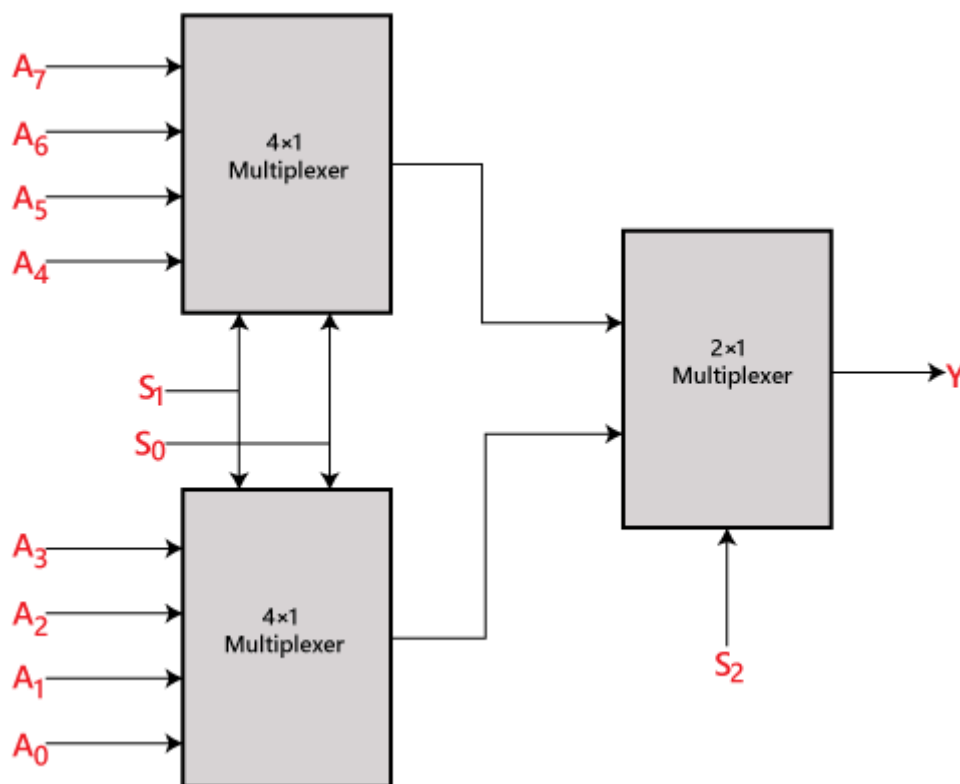 A7
A6
A5
A4
4×1
Multiplexer
S1
S0
A3
A2
A1
A0
4×1
Multiplexer
2×1
Multiplexer
Y
S2